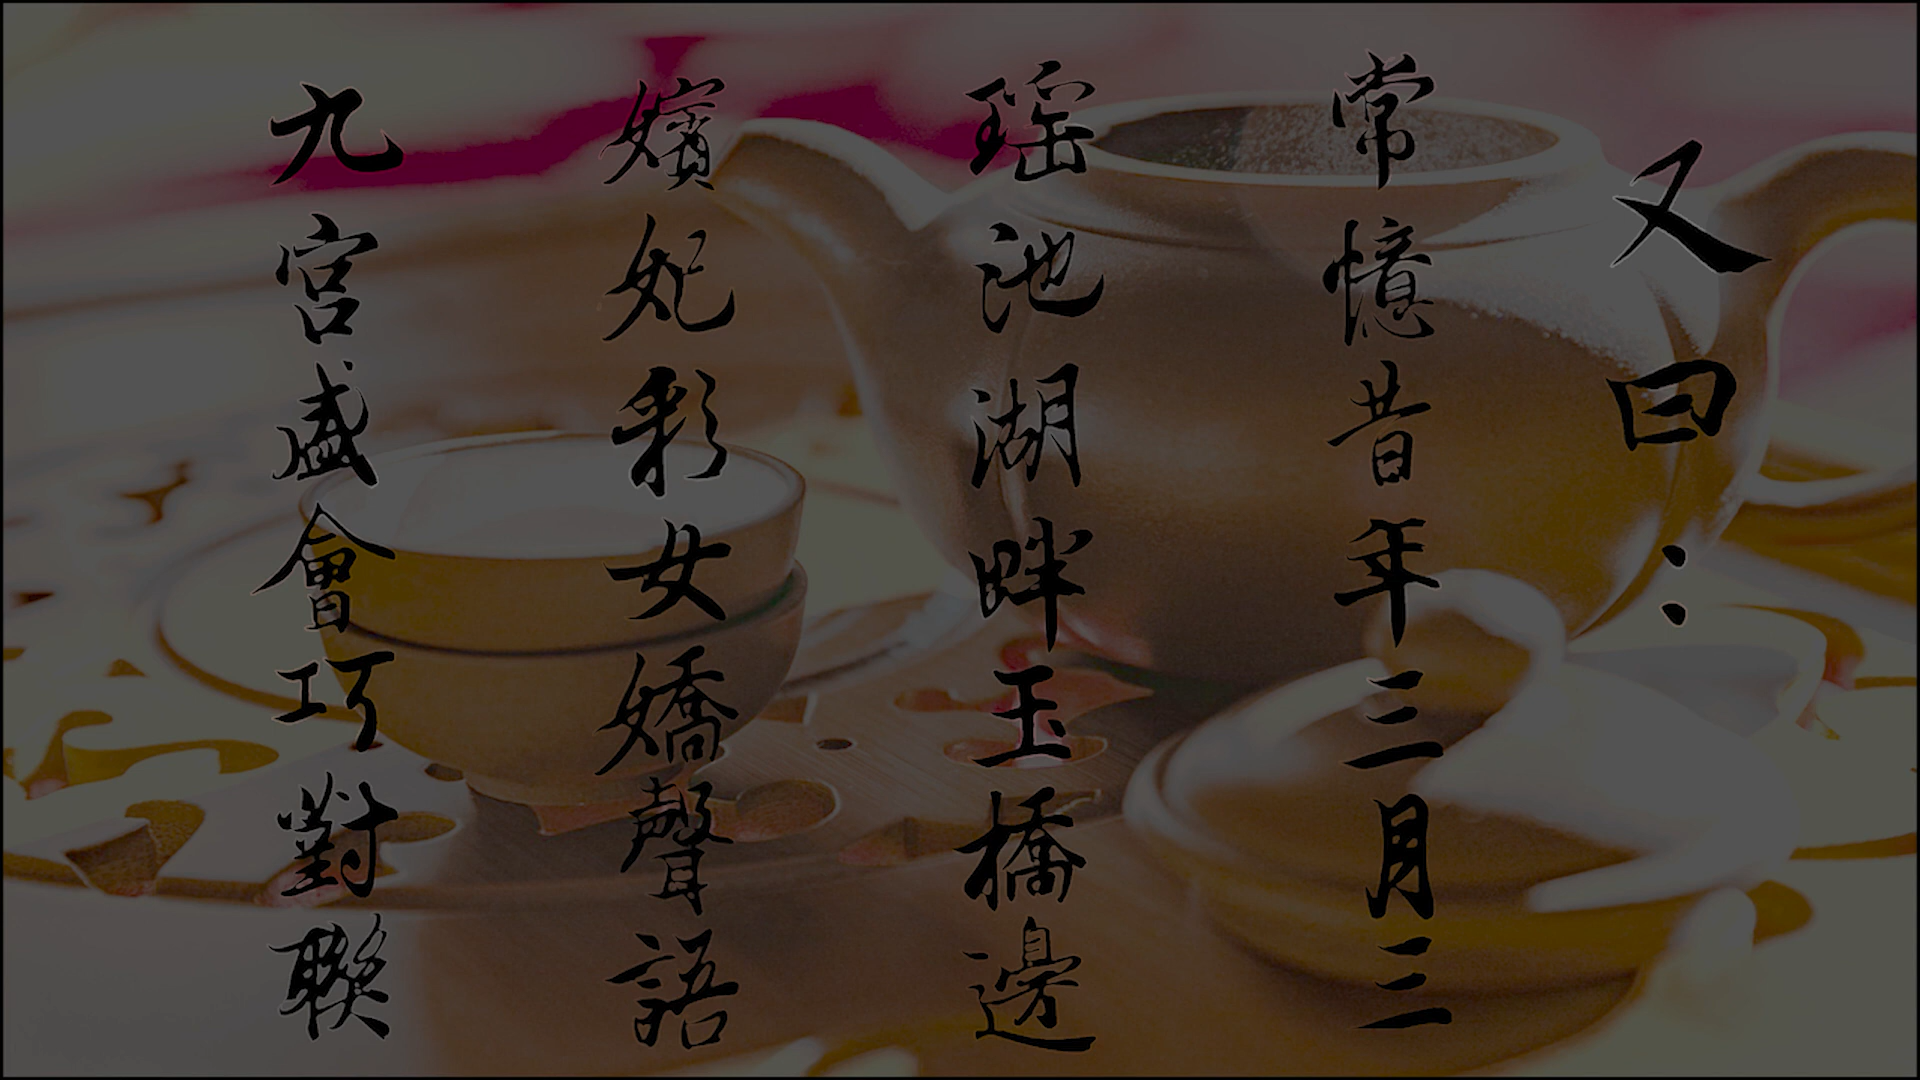 又曰：
常憶昔年三月三
瑶池湖畔玉橋邊
嬪妃彩女嬌聲語
九宮盛會巧對聯